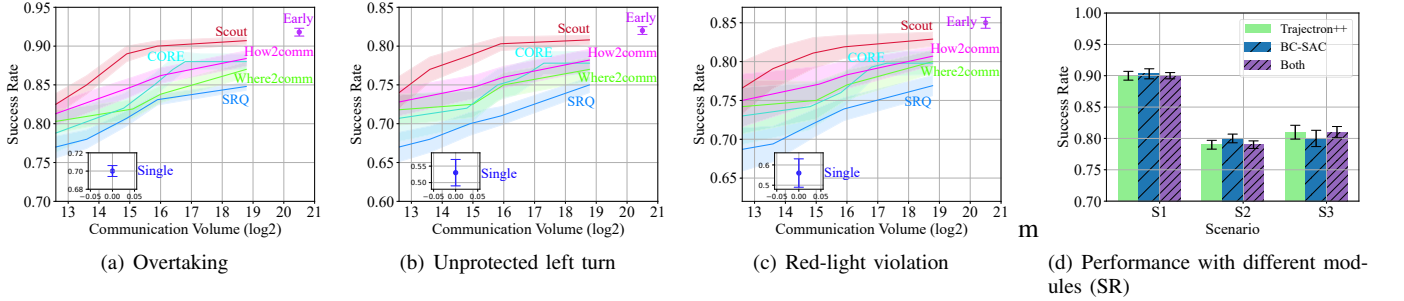 Success Rate
0.95
0.90
0.85
0.80
0.75
0.70
Early
Scout
CORE
How2comm
Where2comm
SRQ
0.72
0.70
0.68
−0.05 0.00 0.05
Single
13 14 15 16 17 18 19 20 21
Communication Volume (log2)
(a) Overtaking
Success Rate
0.80
0.75
0.70
0.65
0.60
Early
Scout
CORE
How2comm
Where2comm
SRQ
0.55
0.50
−0.05 0.00 0.05
Single
13 14 15 16 17 18 19 20 21
Communication Volume (log2)
(b) Unprotected left turn
Success Rate
0.85
0.80
0.75
0.70
0.65
Early
Scout
How2comm
CORE
Where2comm
SRQ
0.6
0.5
−0.05 0.00 0.05
Single
13 14 15 16 17 18 19 20 21
Communication Volume (log2)
(c) Red-light violation
m
Success Rate
1.00
0.95
0.90
0.85
0.80
0.75
0.70
Trajectron++
BC-SAC
Both
S1 S2 S3
Scenario
(d) Performance with different mod-
ules (SR)